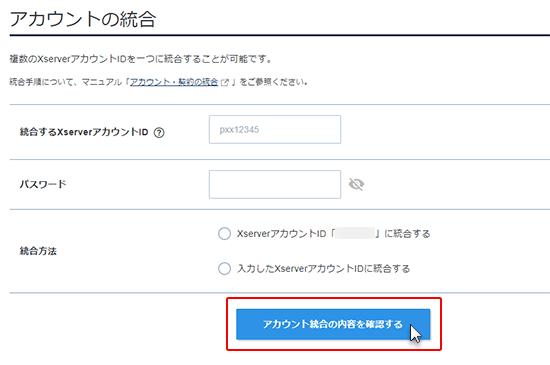 アカウントの統合
複数のXserverアカウントIDを一つに統合することが可能です。
統合手順について、マニュアル「アカウント・契約の統合」をご参照ください。
統合するXserverアカウントID ?
pxx12345
パスワード
統合方法
XserverアカウントID「 」に統合する
入力したXserverアカウントIDに統合する
アカウント統合の内容を確認する